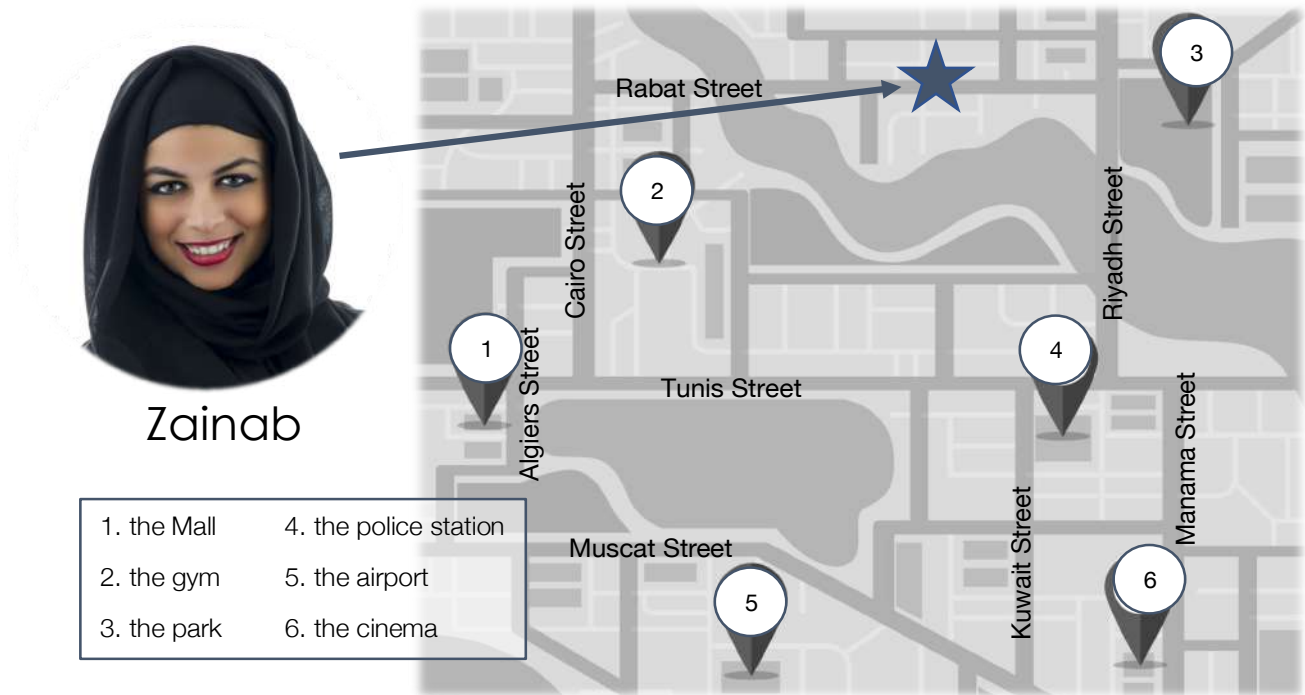 Rabat Street
3
2
Cairo Street
Riyadh Street
1
4
Algiers Street
Tunis Street
Manama Street
Zainab
1. the Mall 4. the police station
2. the gym 5. the airport
3. the park 6. the cinema
Muscat Street
Kuwait Street
5
6